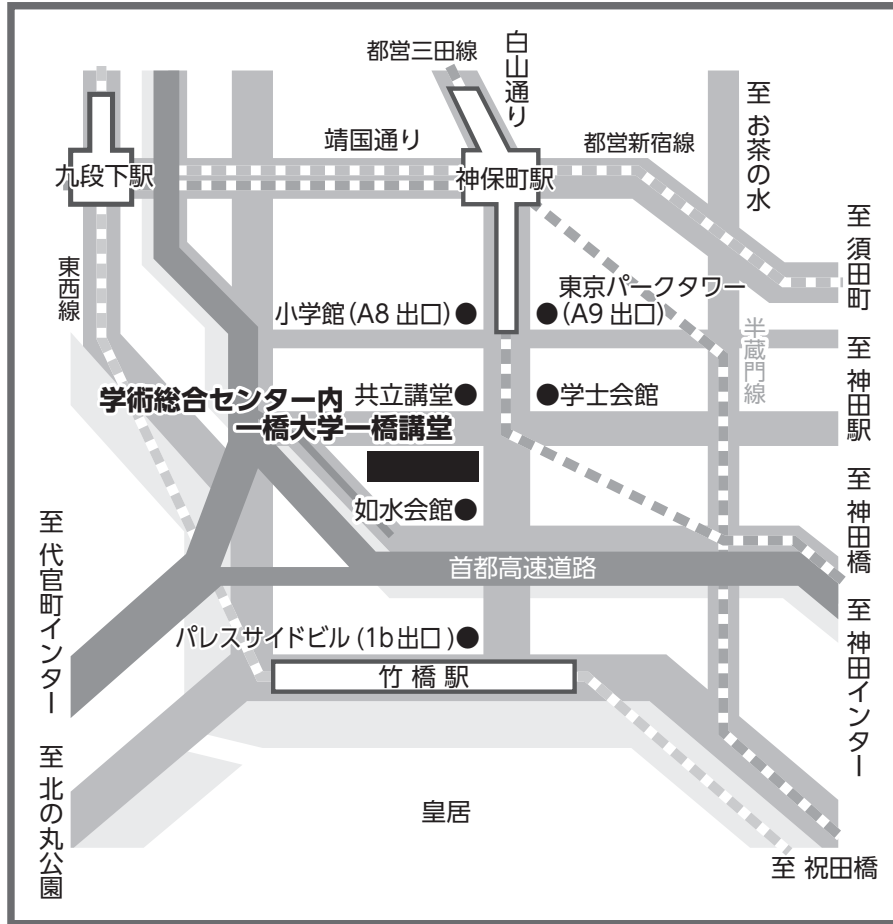 都営三田線
白山通り
靖国通り
都営新宿線
至 お茶の水
九段下駅
神保町駅
至 須田町
東西線
東京パークタワー
小学館(A8 出口)●
●(A9 出口)
半蔵門線
至 神田駅
学術総合センター内
一橋大学一橋講堂
共立講堂●
●学士会館
至 神田橋
如水会館●
至 代官町インター
首都高速道路
至 神田インター
パレスサイドビル(1b出口)●
竹橋駅
至 北の丸公園
皇居
至 祝田橋